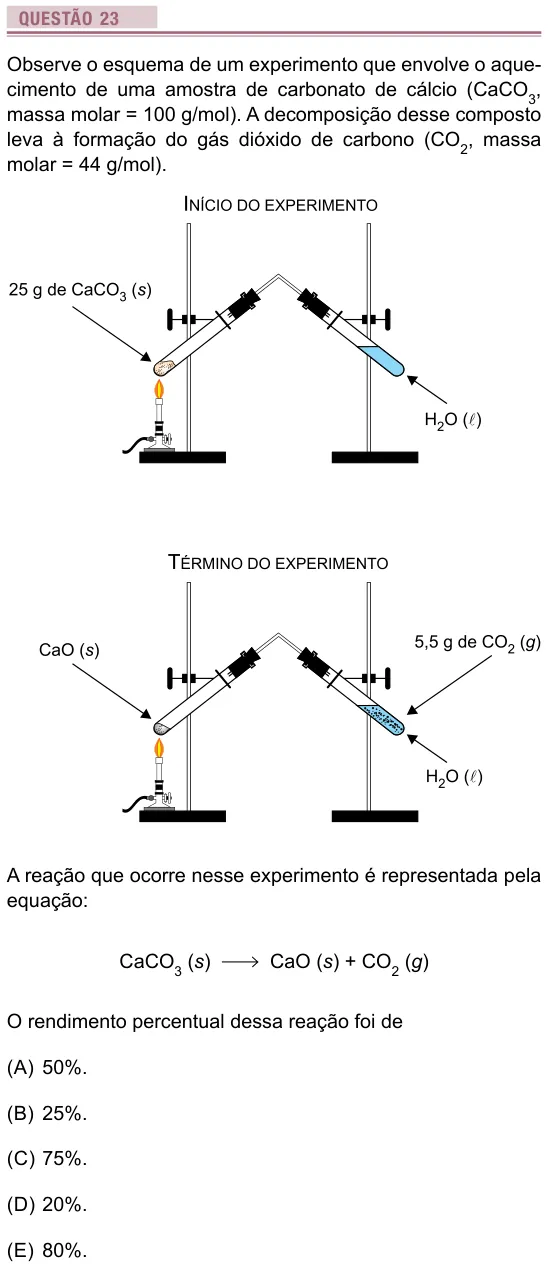 QUESTÃO 23
Observe o esquema de um experimento que envolve o aque-
cimento de uma amostra de carbonato de cálcio (CaCO₃,
massa molar = 100 g/mol). A decomposição desse composto
leva à formação do gás dióxido de carbono (CO₂, massa
molar = 44 g/mol).
INÍCIO DO EXPERIMENTO
25 g de CaCO₃ (s)
H₂O (ℓ)
TÉRMINO DO EXPERIMENTO
CaO (s)
5,5 g de CO₂ (g)
H₂O (ℓ)
A reação que ocorre nesse experimento é representada pela
equação:
CaCO₃ (s) ⟶ CaO (s) + CO₂ (g)
O rendimento percentual dessa reação foi de
(A) 50%.
(B) 25%.
(C) 75%.
(D) 20%.
(E) 80%.